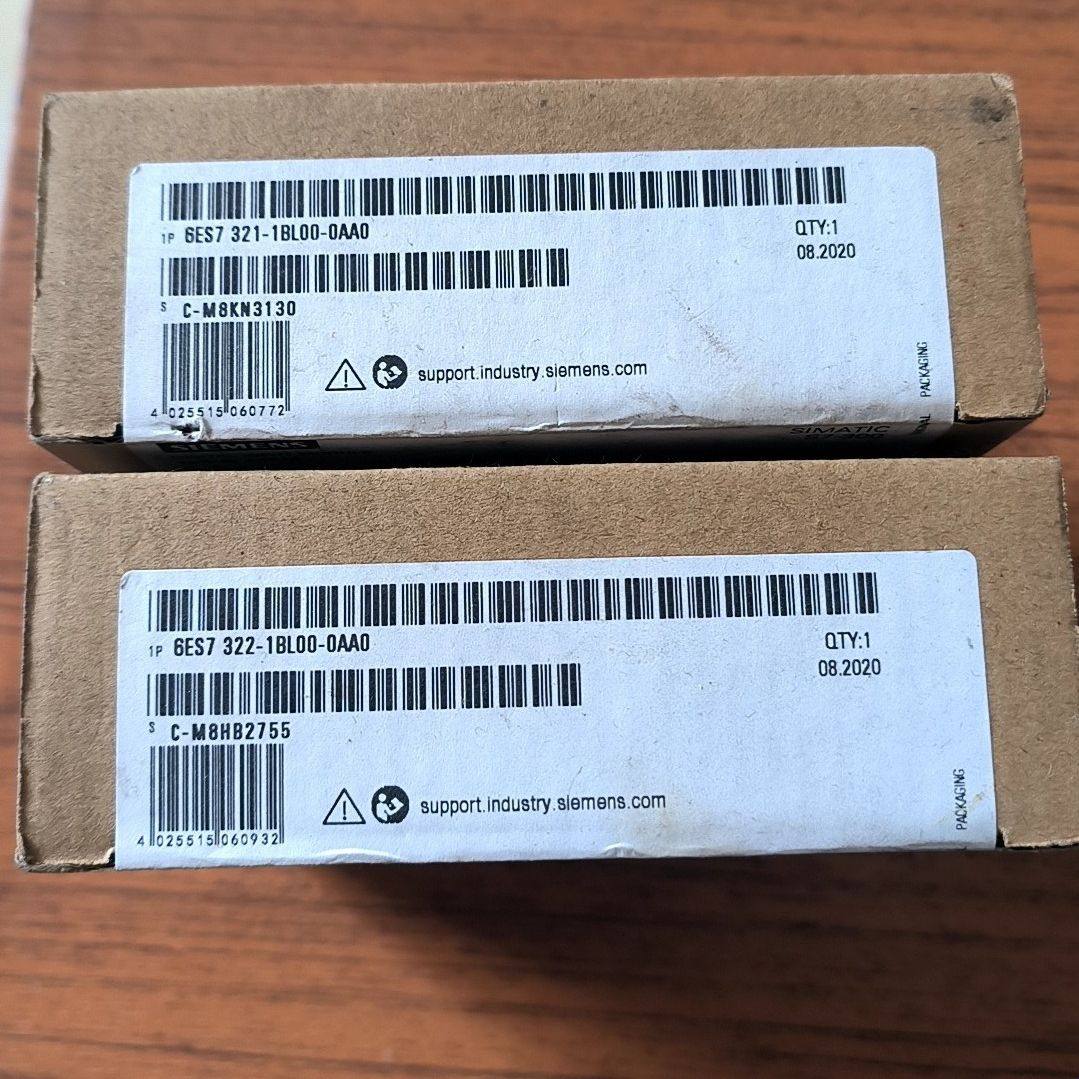 1P 6ES7 321-1BL00-0AA0
QTY:1
08.2020
S C-M8KN3130
support.industry.siemens.com
PACKAGING
4 025515 060772
SIEMENS
SIMATIC
S7-300
1P 6ES7 322-1BL00-0AA0
QTY:1
08.2020
S C-M8HB2755
support.industry.siemens.com
PACKAGING
4 025515 060932